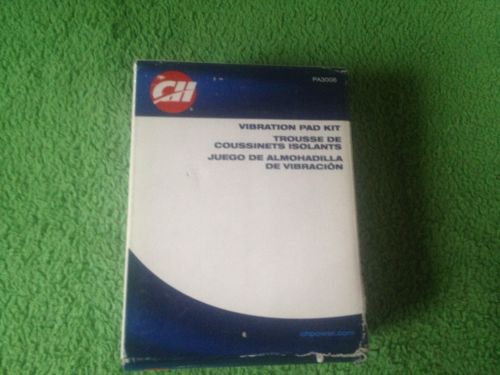 CH
PA3006
VIBRATION PAD KIT
TROUSSE DE
COUSSINETS ISOLANTS
JUEGO DE ALMOHADILLA
DE VIBRACIÓN
chpower.com